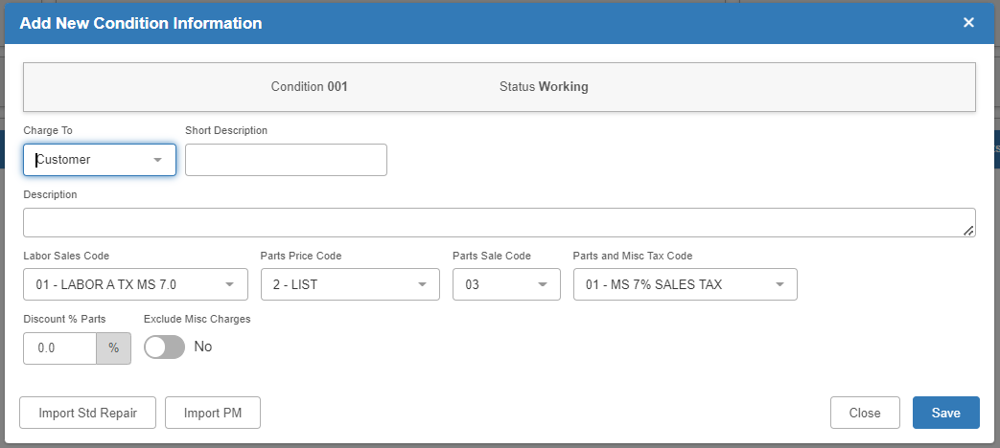 Add New Condition Information ×
Condition 001 Status Working
Charge To Short Description
Customer
Description
Labor Sales Code Parts Price Code Parts Sale Code Parts and Misc Tax Code
01 - LABOR A TX MS 7.0 2 - LIST 03 01 - MS 7% SALES TAX
Discount % Parts Exclude Misc Charges
0.0 % No
Import Std Repair Import PM Close Save